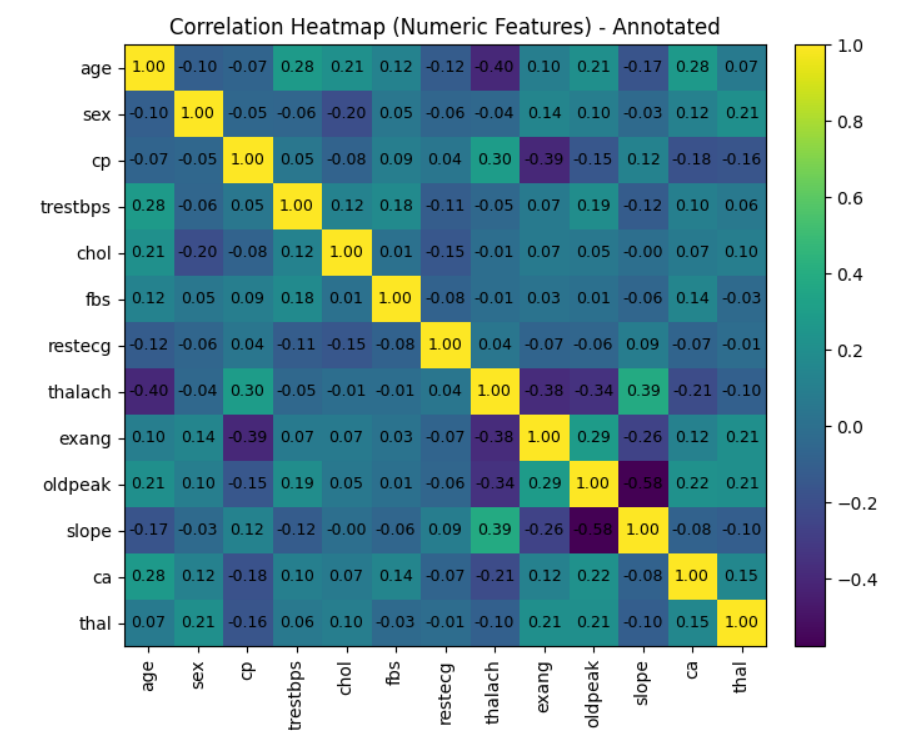 Correlation Heatmap (Numeric Features) - Annotated
age 1.00 -0.10 -0.07 0.28 0.21 0.12 -0.12 -0.40 0.10 0.21 -0.17 0.28 0.07
sex -0.10 1.00 -0.05 -0.06 -0.20 0.05 -0.06 -0.04 0.14 0.10 -0.03 0.12 0.21
cp -0.07 -0.05 1.00 0.05 -0.08 0.09 0.04 0.30 -0.39 -0.15 0.12 -0.18 -0.16
trestbps 0.28 -0.06 0.05 1.00 0.12 0.18 -0.11 -0.05 0.07 0.19 -0.12 0.10 0.06
chol 0.21 -0.20 -0.08 0.12 1.00 0.01 -0.15 -0.01 0.07 0.05 -0.00 0.07 0.10
fbs 0.12 0.05 0.09 0.18 0.01 1.00 -0.08 -0.01 0.03 0.01 -0.06 0.14 -0.03
restecg -0.12 -0.06 0.04 -0.11 -0.15 -0.08 1.00 0.04 -0.07 -0.06 0.09 -0.07 -0.01
thalach -0.40 -0.04 0.30 -0.05 -0.01 -0.01 0.04 1.00 -0.38 -0.34 0.39 -0.21 -0.10
exang 0.10 0.14 -0.39 0.07 0.07 0.03 -0.07 -0.38 1.00 0.29 -0.26 0.12 0.21
oldpeak 0.21 0.10 -0.15 0.19 0.05 0.01 -0.06 -0.34 0.29 1.00 -0.58 0.22 0.21
slope -0.17 -0.03 0.12 -0.12 -0.00 -0.06 0.09 0.39 -0.26 -0.58 1.00 -0.08 -0.10
ca 0.28 0.12 -0.18 0.10 0.07 0.14 -0.07 -0.21 0.12 0.22 -0.08 1.00 0.15
thal 0.07 0.21 -0.16 0.06 0.10 -0.03 -0.01 -0.10 0.21 0.21 -0.10 0.15 1.00
age sex cp trestbps chol fbs restecg thalach exang oldpeak slope ca thal
1.0
0.8
0.6
0.4
0.2
0.0
−0.2
−0.4